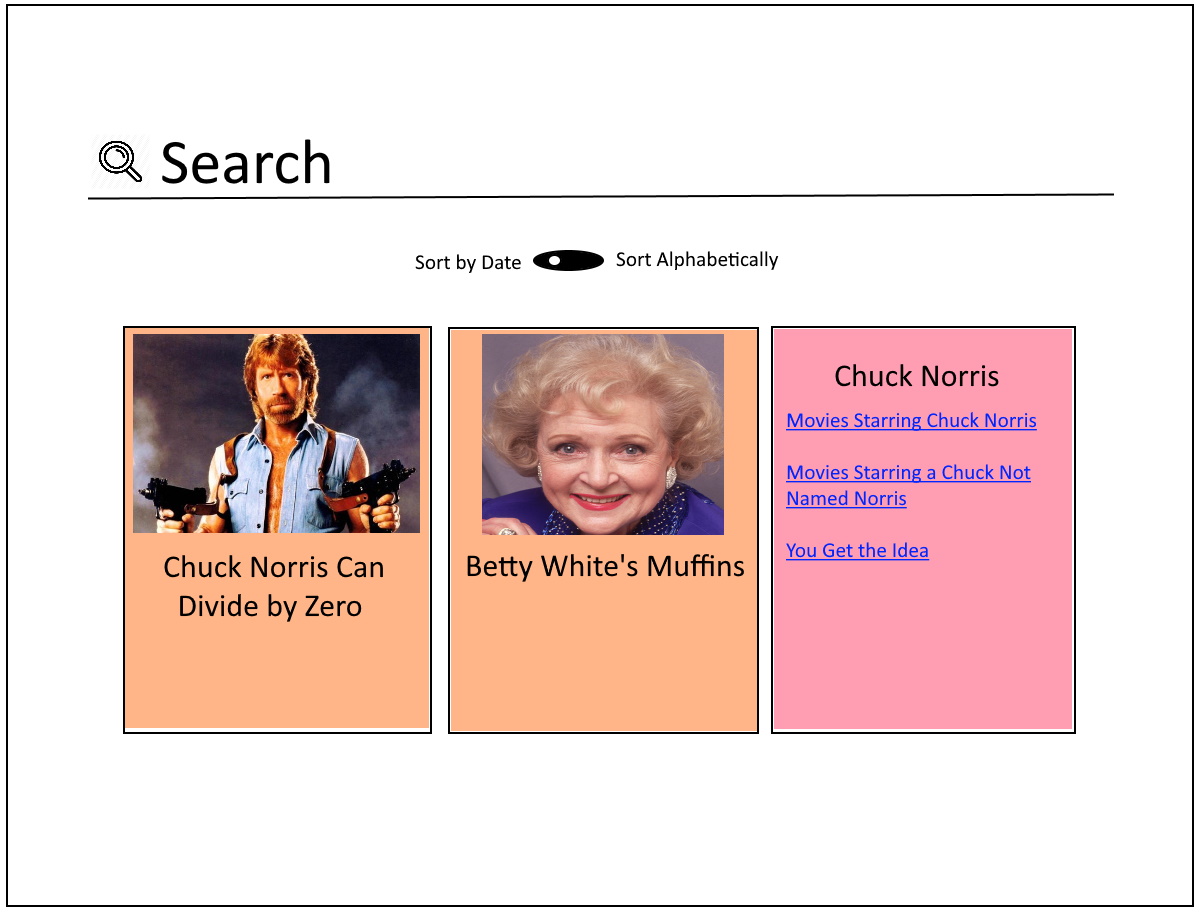 Search
Sort by Date
Sort Alphabetically
Chuck Norris Can
Divide by Zero
Betty White's Muffins
Chuck Norris
Movies Starring Chuck Norris
Movies Starring a Chuck Not
Named Norris
You Get the Idea